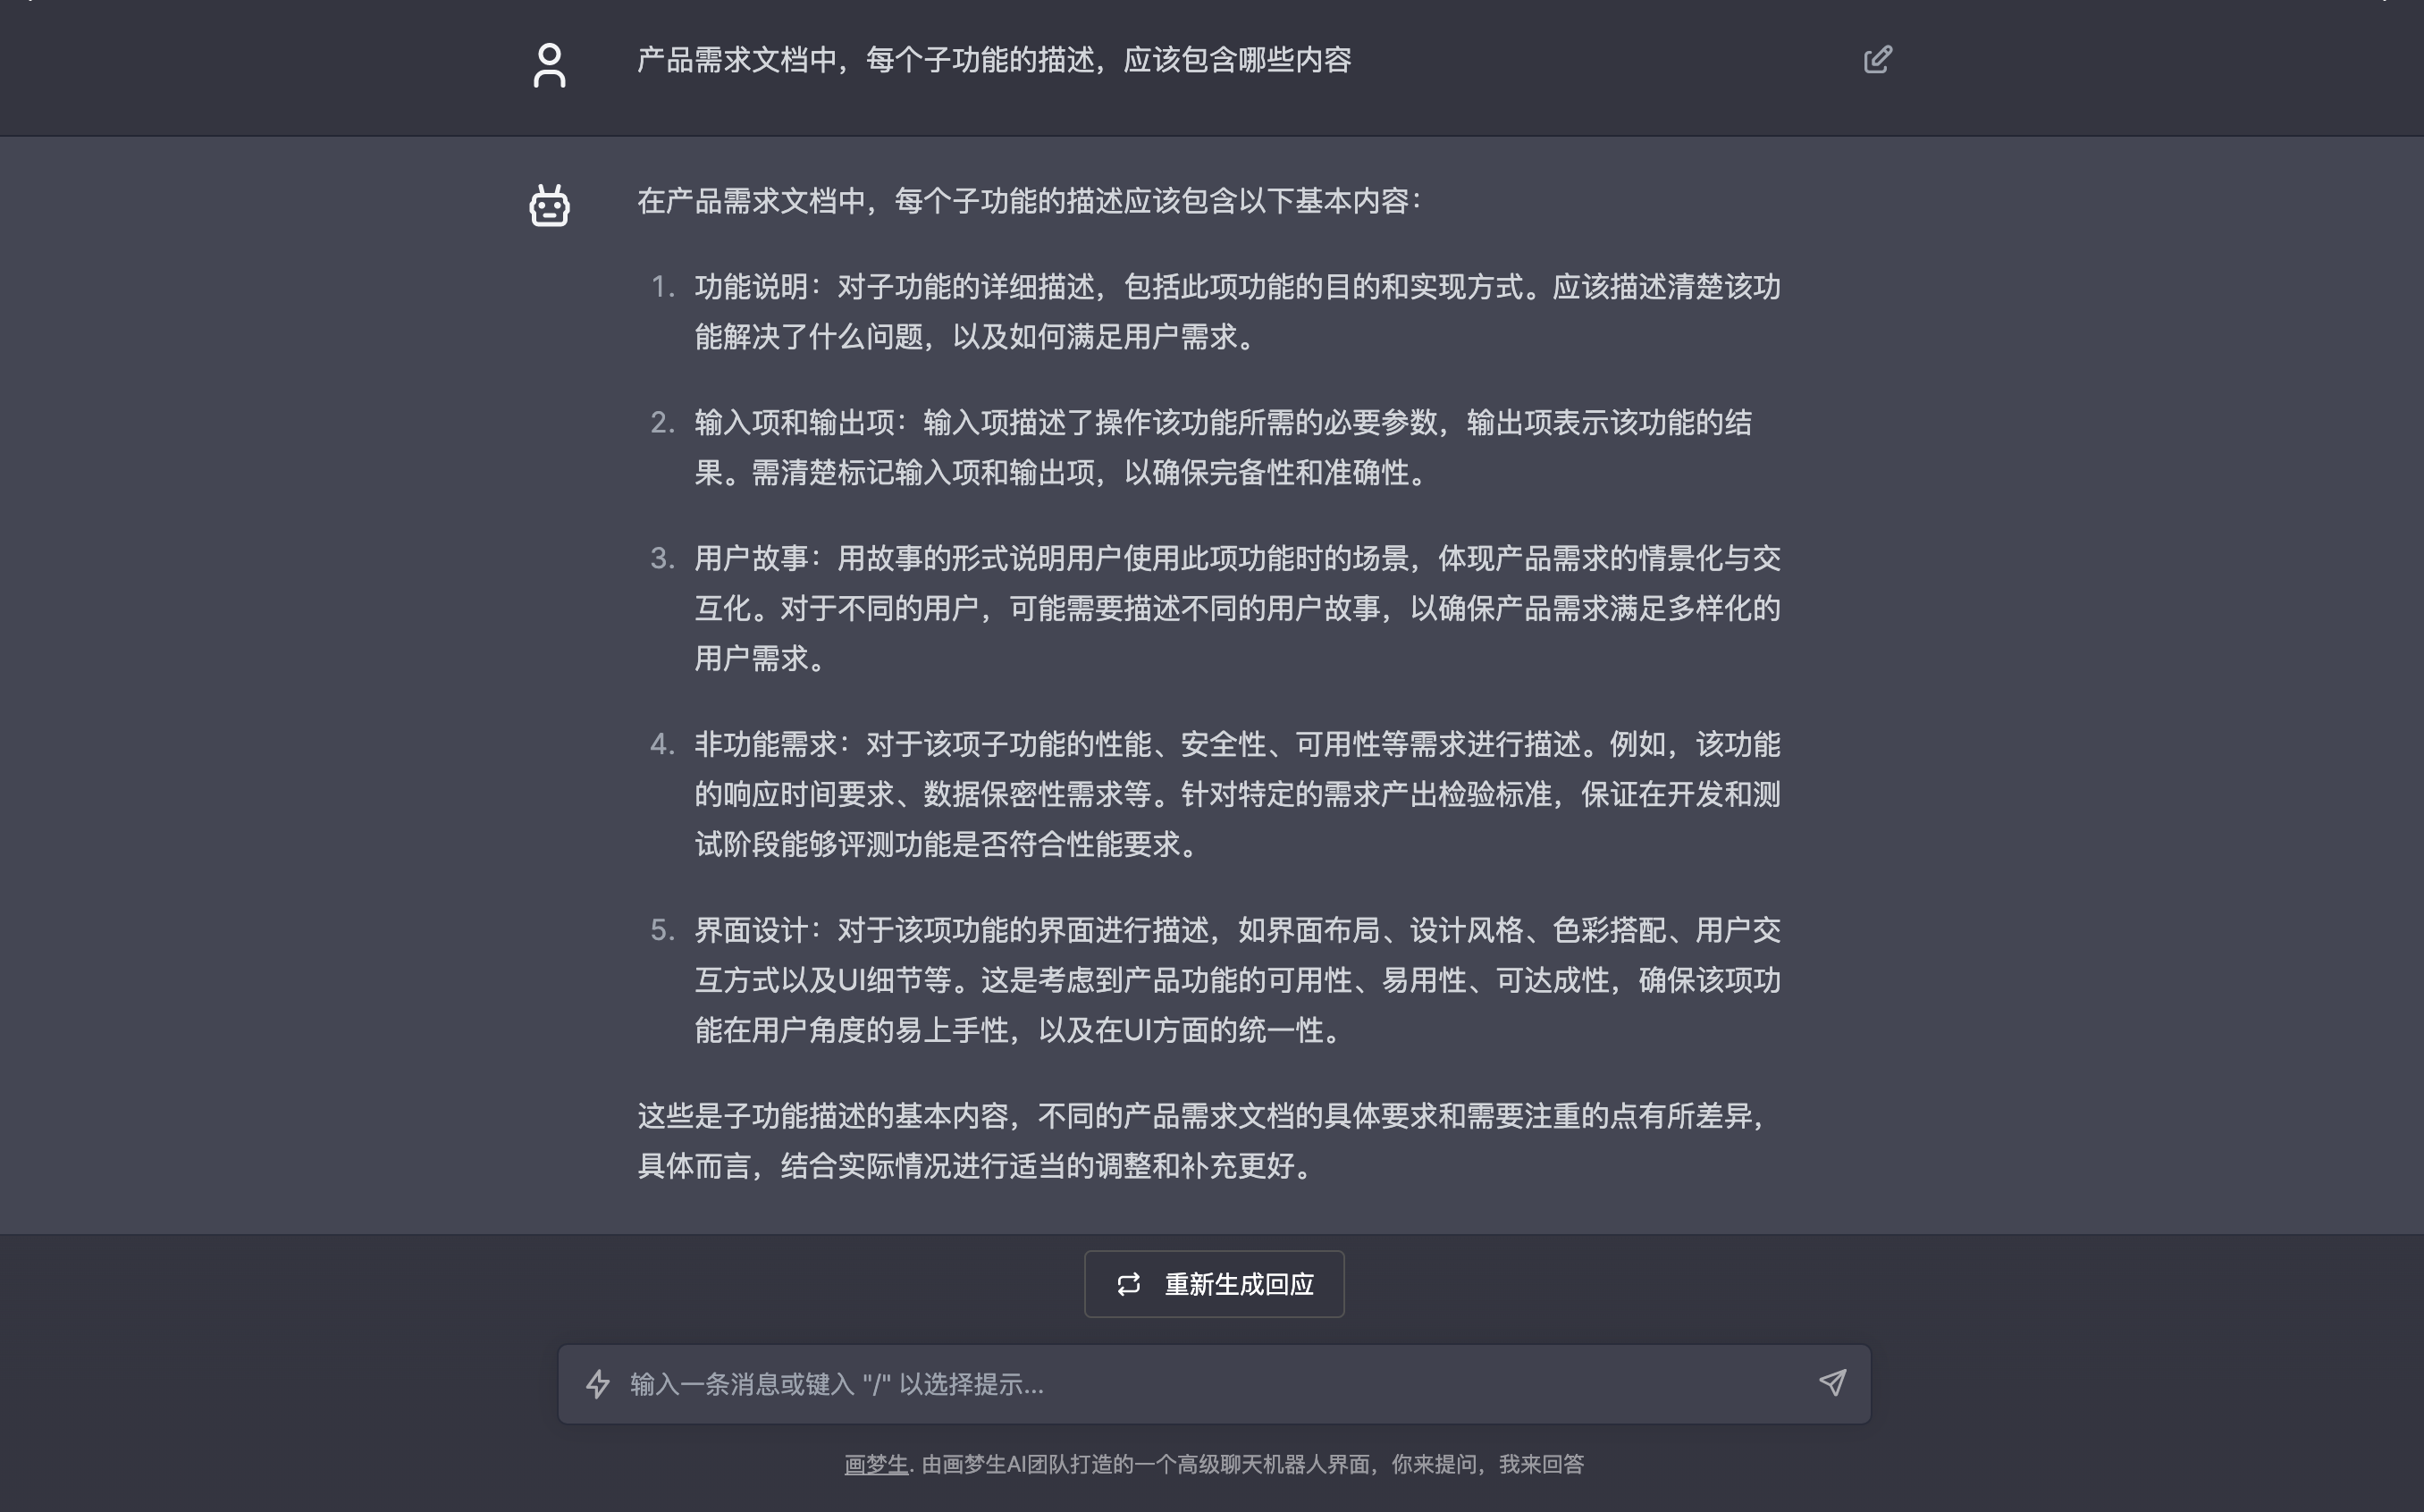 产品需求文档中，每个子功能的描述，应该包含哪些内容
在产品需求文档中，每个子功能的描述应该包含以下基本内容：
1. 功能说明：对子功能的详细描述，包括此项功能的目的和实现方式。应该描述清楚该功
能解决了什么问题，以及如何满足用户需求。
2. 输入项和输出项：输入项描述了操作该功能所需的必要参数，输出项表示该功能的结
果。需清楚标记输入项和输出项，以确保完备性和准确性。
3. 用户故事：用故事的形式说明用户使用此项功能时的场景，体现产品需求的情景化与交
互化。对于不同的用户，可能需要描述不同的用户故事，以确保产品需求满足多样化的
用户需求。
4. 非功能需求：对于该项子功能的性能、安全性、可用性等需求进行描述。例如，该功能
的响应时间要求、数据保密性需求等。针对特定的需求产出检验标准，保证在开发和测
试阶段能够评测功能是否符合性能要求。
5. 界面设计：对于该项功能的界面进行描述，如界面布局、设计风格、色彩搭配、用户交
互方式以及UI细节等。这是考虑到产品功能的可用性、易用性、可达成性，确保该项功
能在用户角度的易上手性，以及在UI方面的统一性。
这些是子功能描述的基本内容，不同的产品需求文档的具体要求和需要注重的点有所差异，
具体而言，结合实际情况进行适当的调整和补充更好。
重新生成回应
输入一条消息或键入 "/" 以选择提示...
画梦生. 由画梦生AI团队打造的一个高级聊天机器人界面，你来提问，我来回答